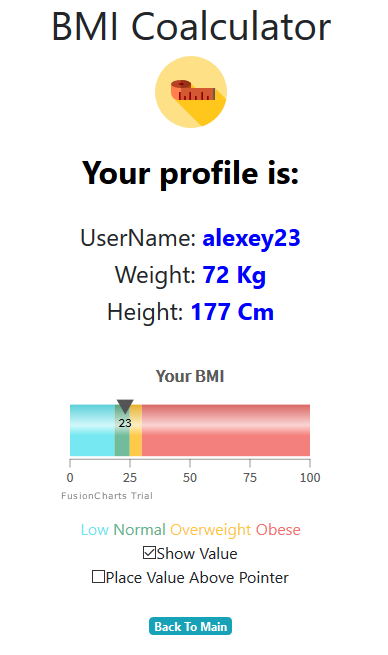 BMI Coalculator
Your profile is:
UserName: alexey23
Weight: 72 Kg
Height: 177 Cm
Your BMI
23
0 25 50 75 100
FusionCharts Trial
Low Normal Overweight Obese
Show Value
Place Value Above Pointer
Back To Main